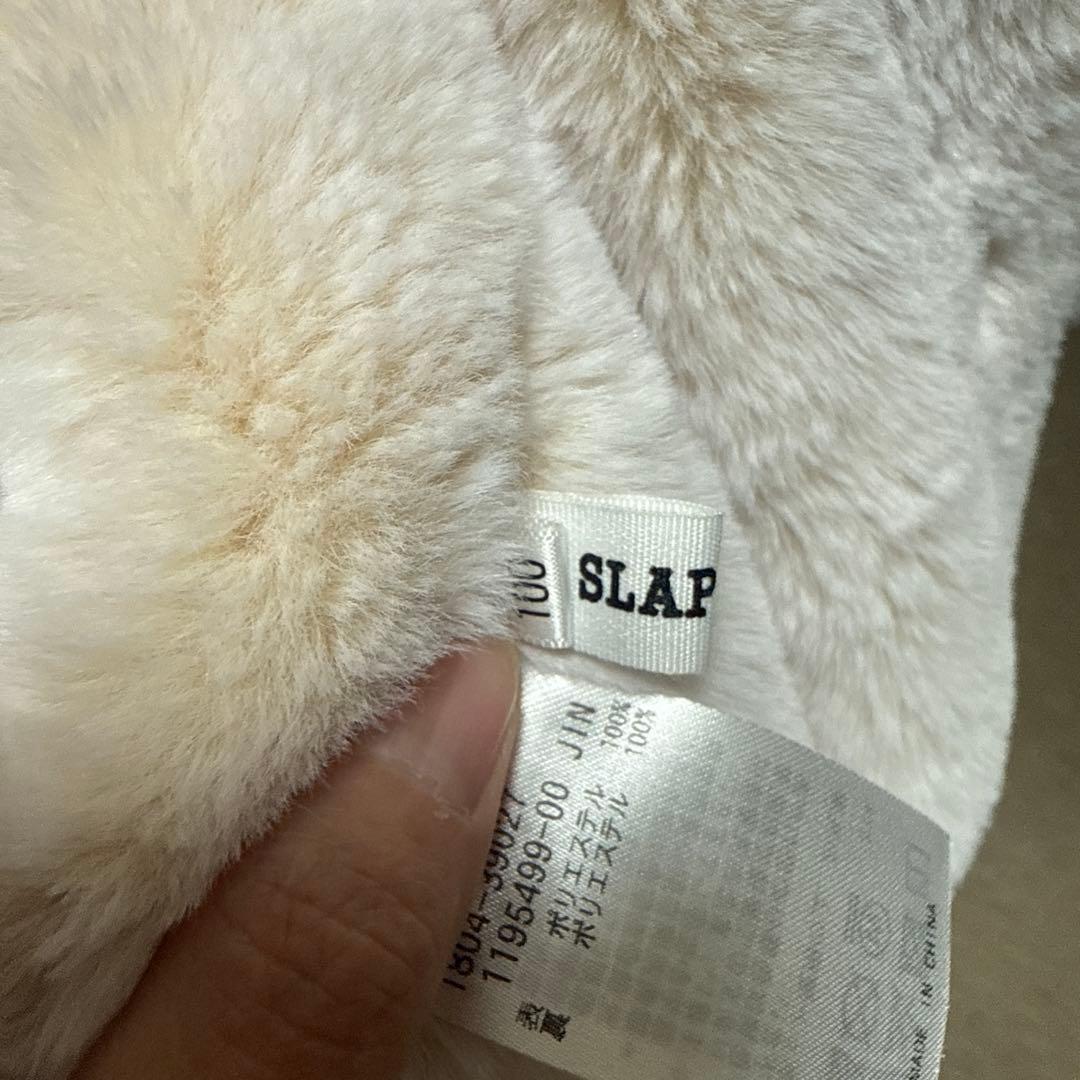 100
SLAP
1804-39027
1195499-00 JIN
表 ポリエステル 100%
裏 ポリエステル 100%
MADE IN CHINA